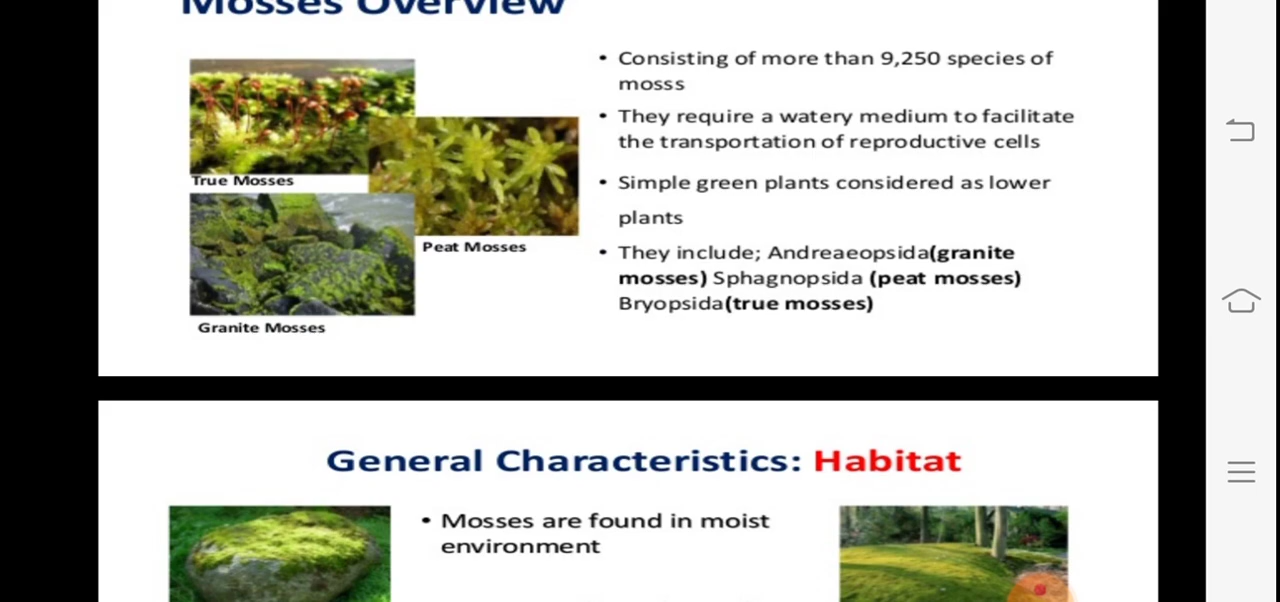 Mosses Overview
• Consisting of more than 9,250 species of
mosss
• They require a watery medium to facilitate
the transportation of reproductive cells
• Simple green plants considered as lower
plants
• They include; Andreaeopsida(granite
mosses) Sphagnopsida (peat mosses)
Bryopsida(true mosses)
True Mosses
Peat Mosses
Granite Mosses
General Characteristics: Habitat
• Mosses are found in moist
environment